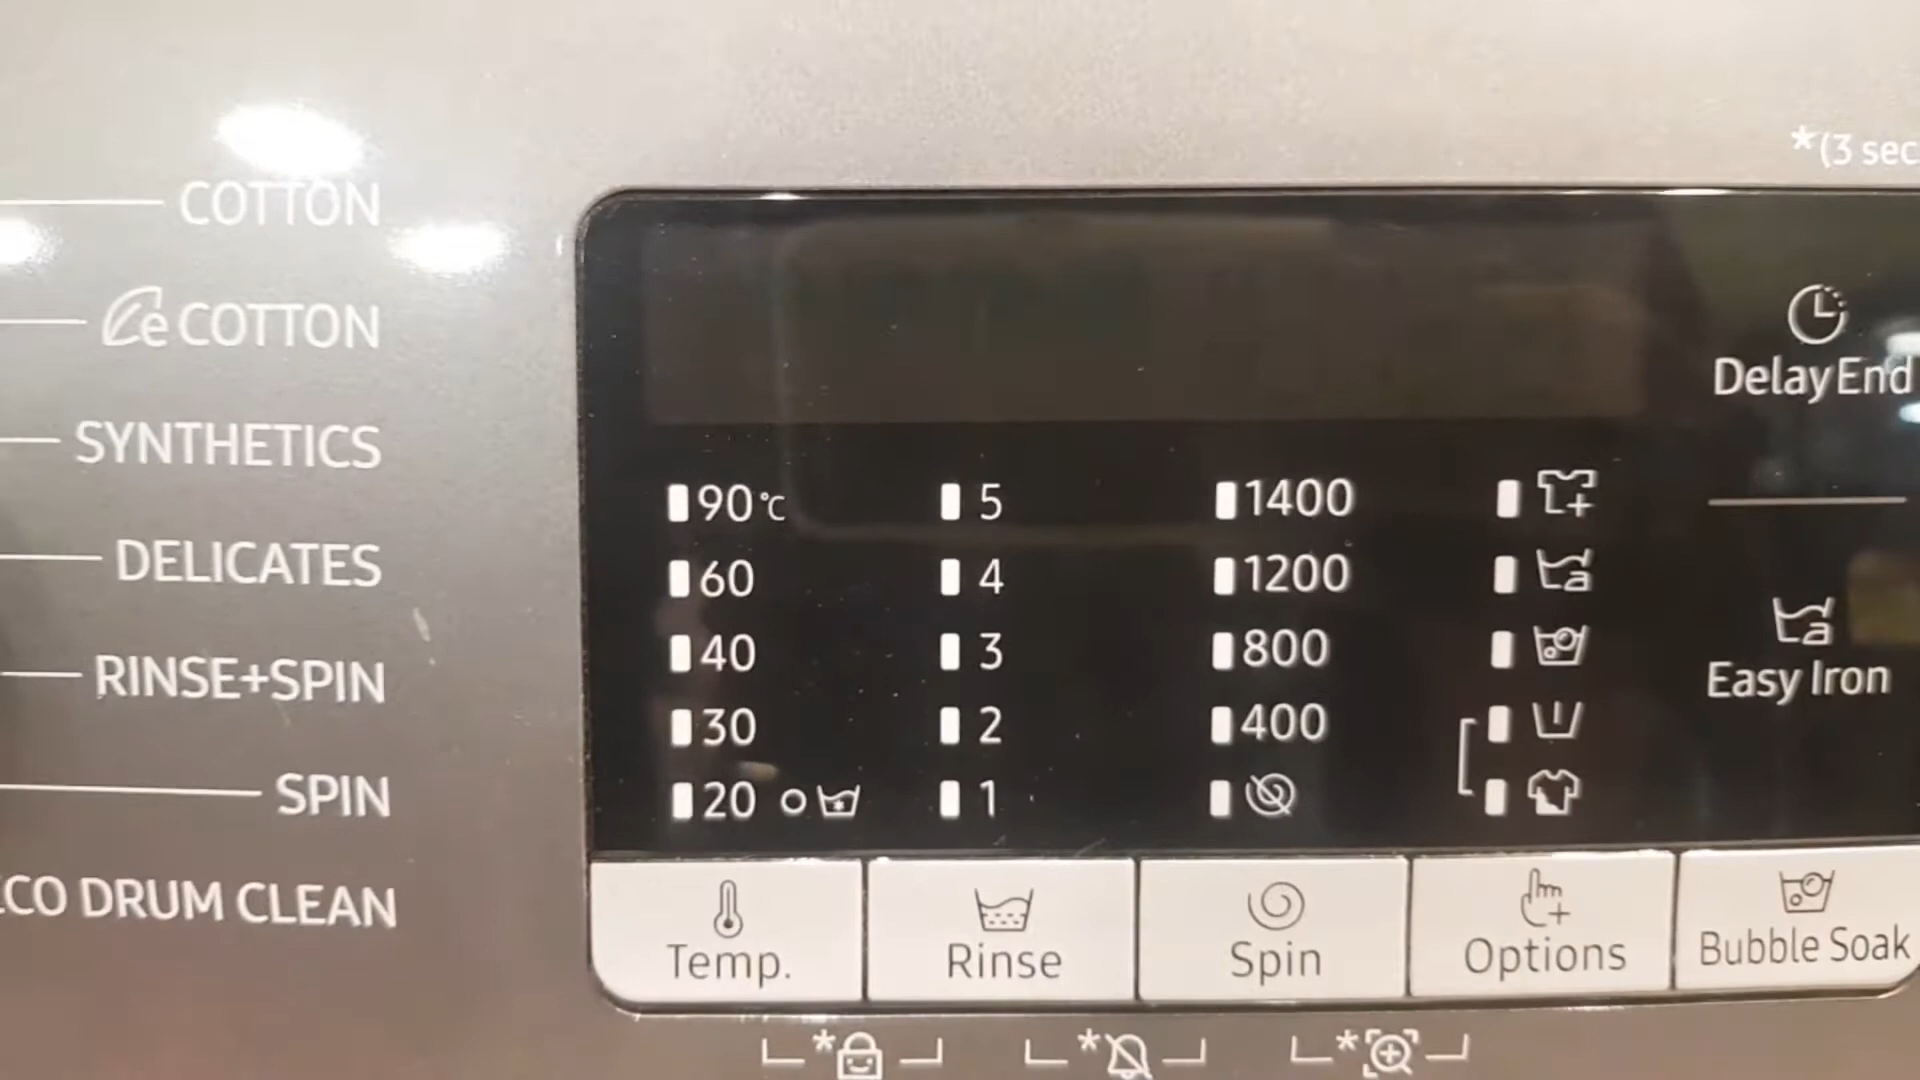 *(3 sec
COTTON
e COTTON
SYNTHETICS
DELICATES
RINSE+SPIN
SPIN
ECO DRUM CLEAN
90℃ 5 1400
60 4 1200
40 3 800
30 2 400
20 1
Delay End
Easy Iron
Temp. Rinse Spin Options Bubble Soak
* * *